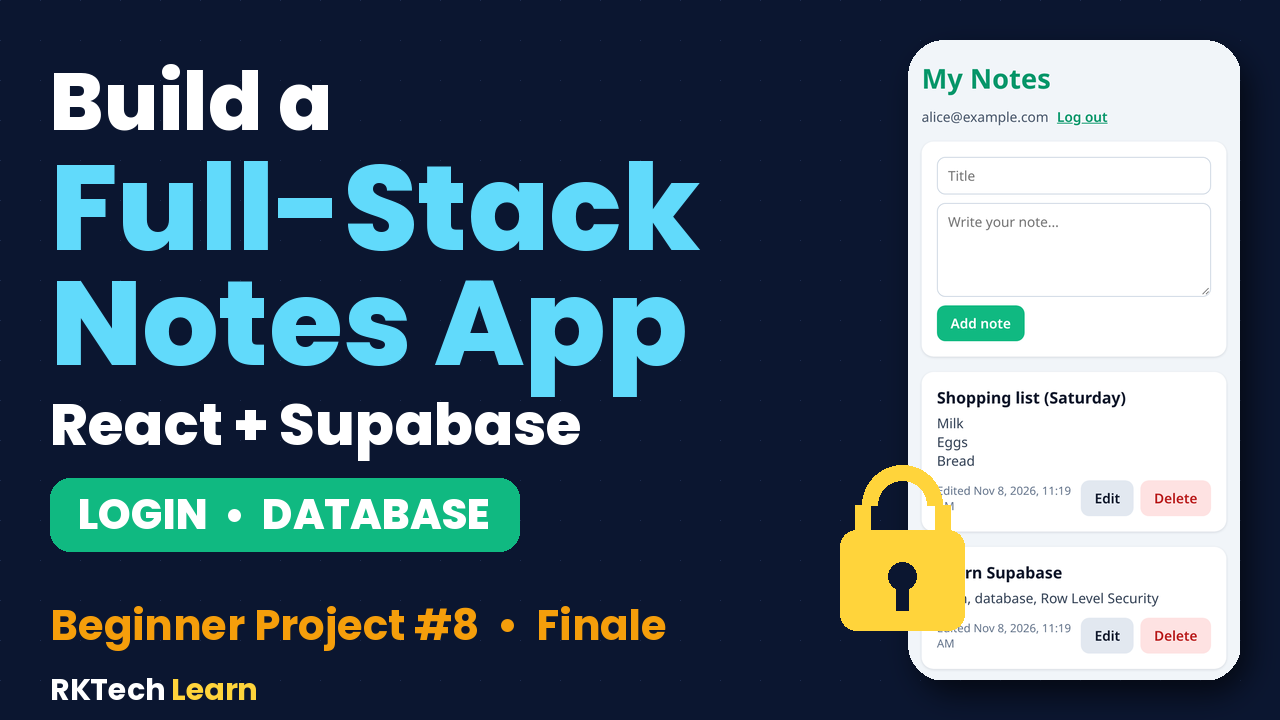 Build a
Full-Stack
Notes App
React + Supabase
LOGIN • DATABASE
Beginner Project #8 • Finale
RKTech Learn
My Notes
alice@example.com Log out
Title
Write your note...
Add note
Shopping list (Saturday)
Milk
Eggs
Bread
Edited Nov 8, 2026, 11:19
Edit
Delete
Supabase
database, Row Level Security
Edited Nov 8, 2026, 11:19
AM
Edit
Delete